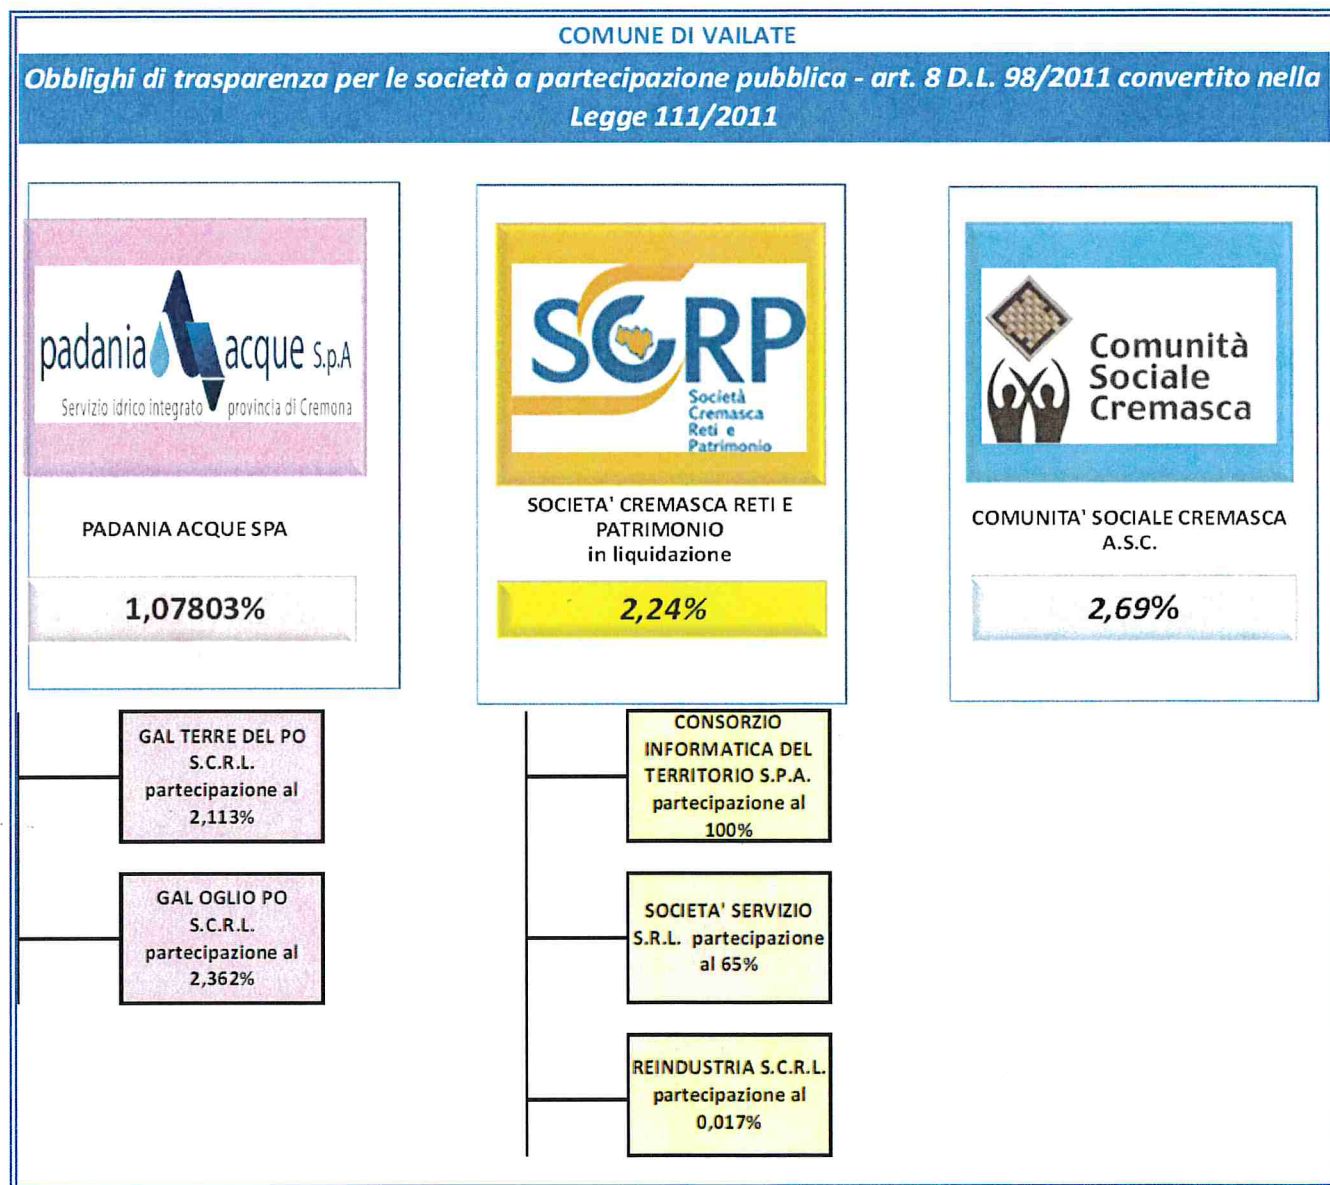 COMUNE DI VAILATE
Obblighi di trasparenza per le società a partecipazione pubblica - art. 8 D.L. 98/2011 convertito nella
Legge 111/2011
padania acque S.p.A
Servizio idrico integrato provincia di Cremona
PADANIA ACQUE SPA
1,07803%
SCRP
Società
Cremasca
Reti e
Patrimonio
SOCIETA' CREMASCA RETI E
PATRIMONIO
in liquidazione
2,24%
Comunità
Sociale
Cremasca
COMUNITA' SOCIALE CREMASCA
A.S.C.
2,69%
GAL TERRE DEL PO
S.C.R.L.
partecipazione al
2,113%
GAL OGLIO PO
S.C.R.L.
partecipazione al
2,362%
CONSORZIO
INFORMATICA DEL
TERRITORIO S.P.A.
partecipazione al
100%
SOCIETA' SERVIZIO
S.R.L. partecipazione
al 65%
REINDUSTRIA S.C.R.L.
partecipazione al
0,017%